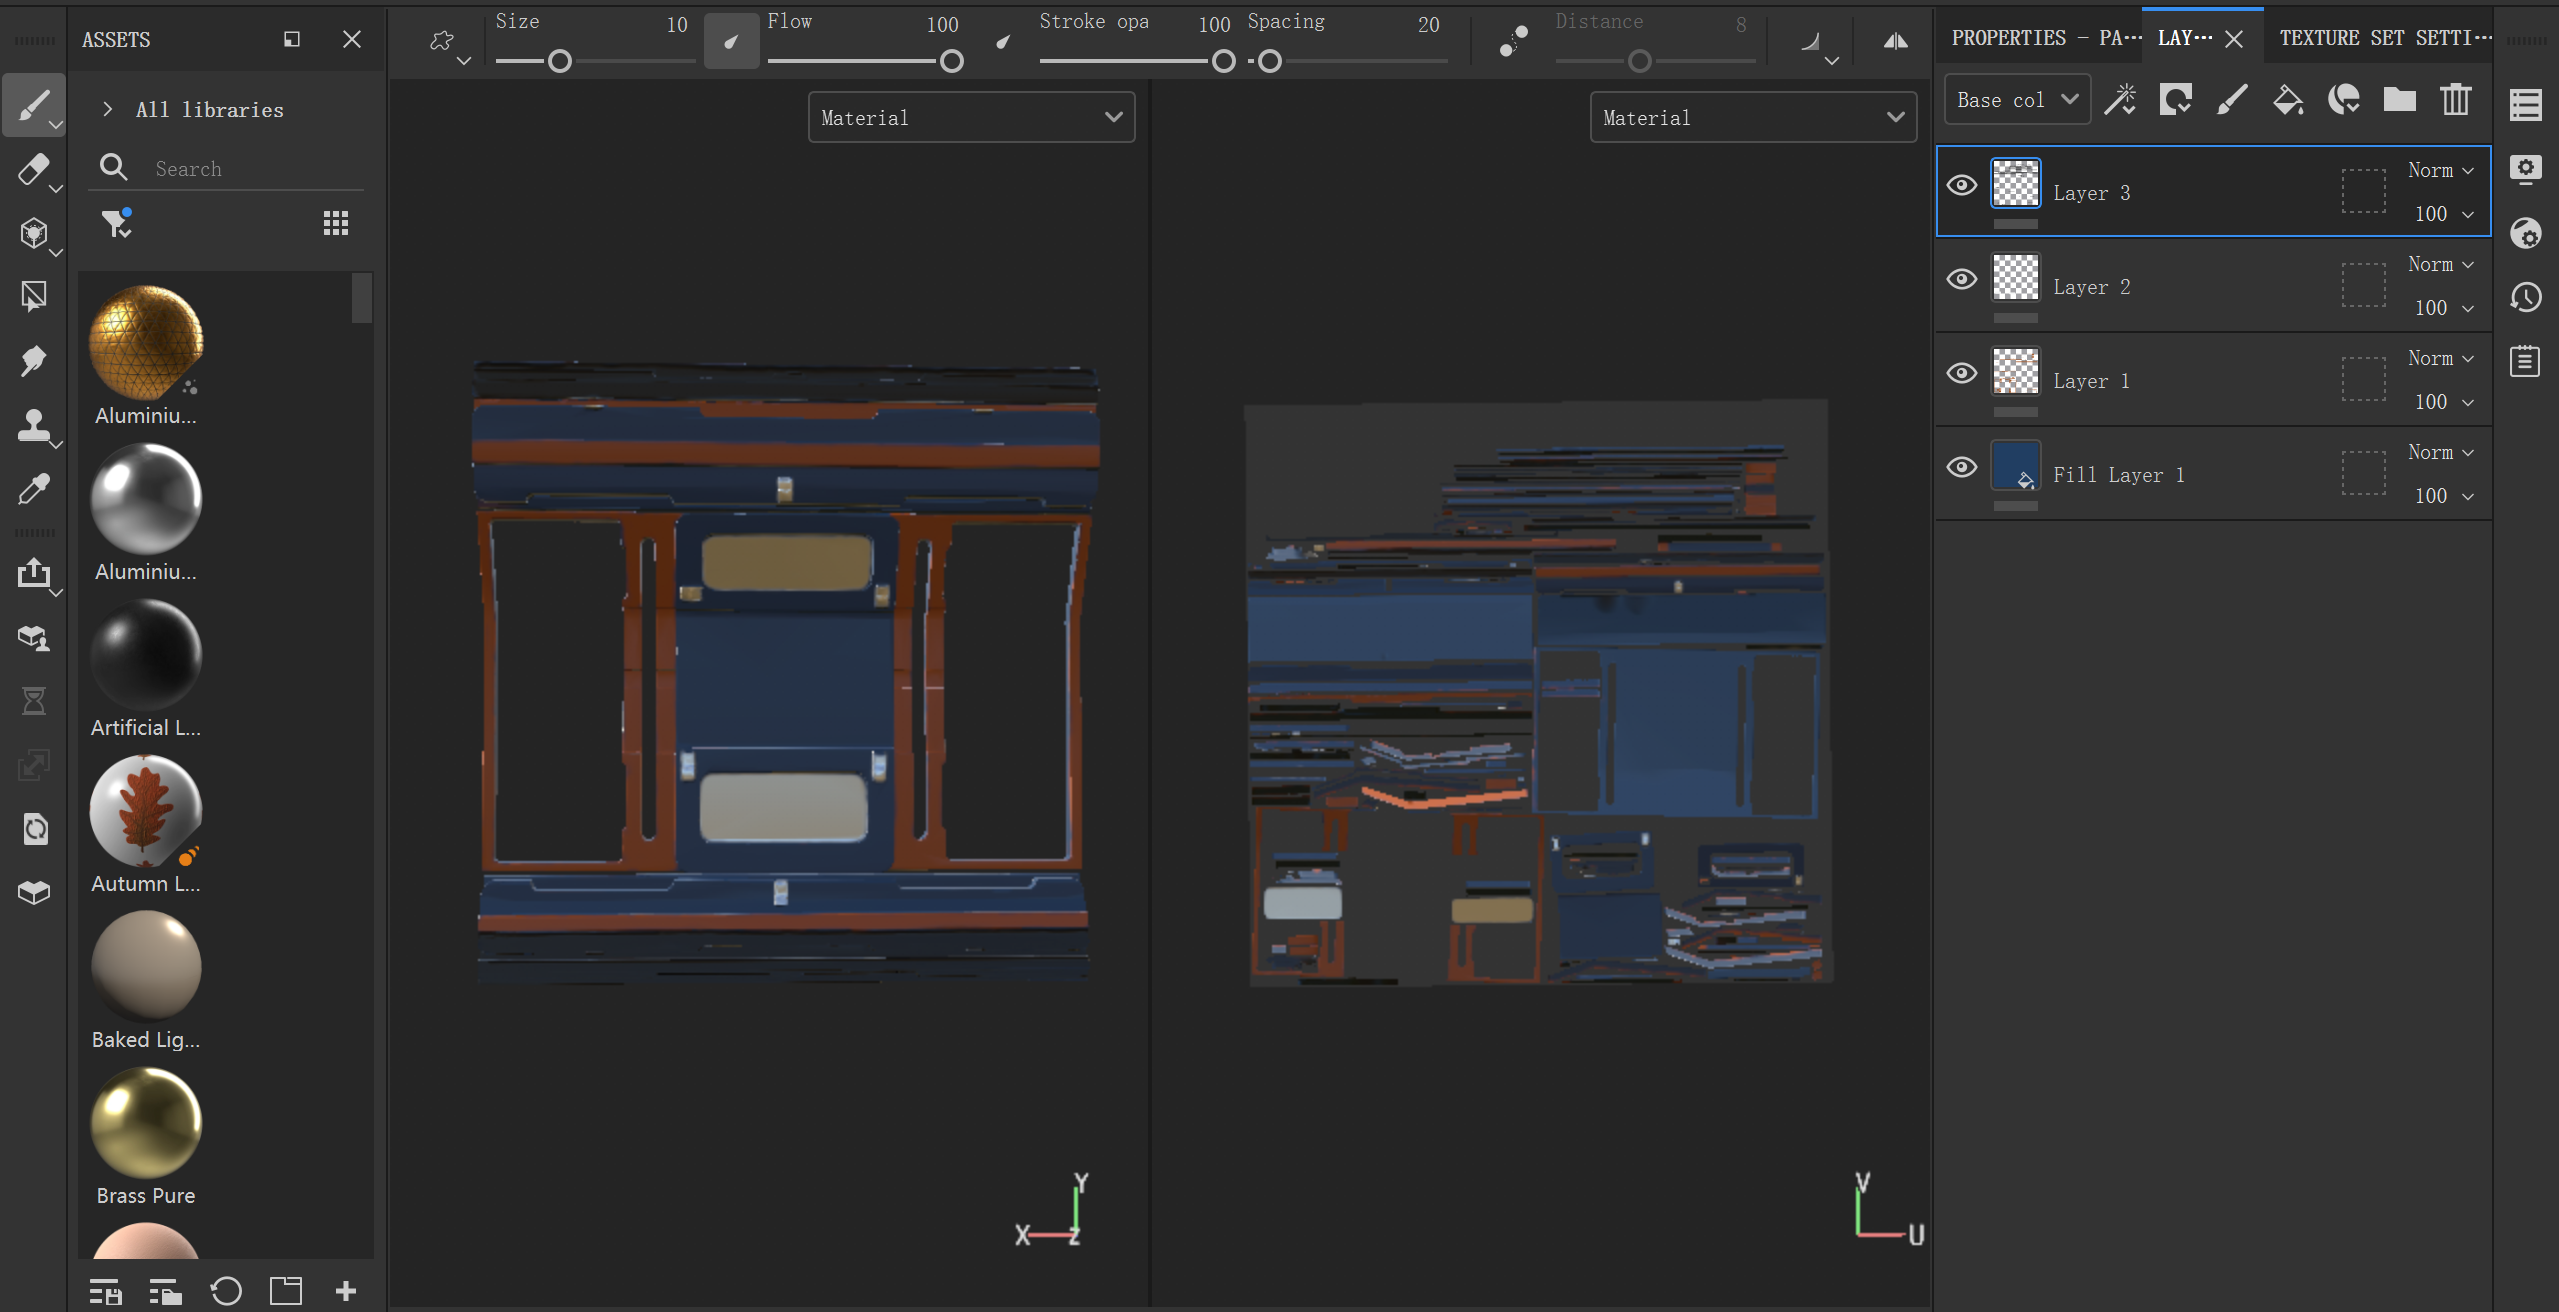 ASSETS
All libraries
Search
Aluminiu...
Aluminiu...
Artificial L...
Autumn L...
Baked Lig...
Brass Pure
Size 10
Flow 100
Stroke opa 100
Spacing 20
Distance 8
Material
Y
X Z
Material
V
U
PROPERTIES - PA...
LAY...
TEXTURE SET SETTI...
Base col
Layer 3
Norm
100
Layer 2
Norm
100
Layer 1
Norm
100
Fill Layer 1
Norm
100